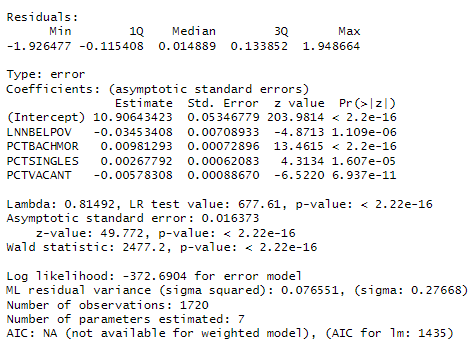 Residuals:
Min 1Q Median 3Q Max
-1.926477 -0.115408 0.014889 0.133852 1.948664
Type: error
Coefficients: (asymptotic standard errors)
Estimate Std. Error z value Pr(>|z|)
(Intercept) 10.90643423 0.05346779 203.9814 < 2.2e-16
LNNBELPOV -0.03453408 0.00708933 -4.8713 1.109e-06
PCTBACHMOR 0.00981293 0.00072896 13.4615 < 2.2e-16
PCTSINGLES 0.00267792 0.00062083 4.3134 1.607e-05
PCTVACANT -0.00578308 0.00088670 -6.5220 6.937e-11
Lambda: 0.81492, LR test value: 677.61, p-value: < 2.22e-16
Asymptotic standard error: 0.016373
z-value: 49.772, p-value: < 2.22e-16
Wald statistic: 2477.2, p-value: < 2.22e-16
Log likelihood: -372.6904 for error model
ML residual variance (sigma squared): 0.076551, (sigma: 0.27668)
Number of observations: 1720
Number of parameters estimated: 7
AIC: NA (not available for weighted model), (AIC for lm: 1435)